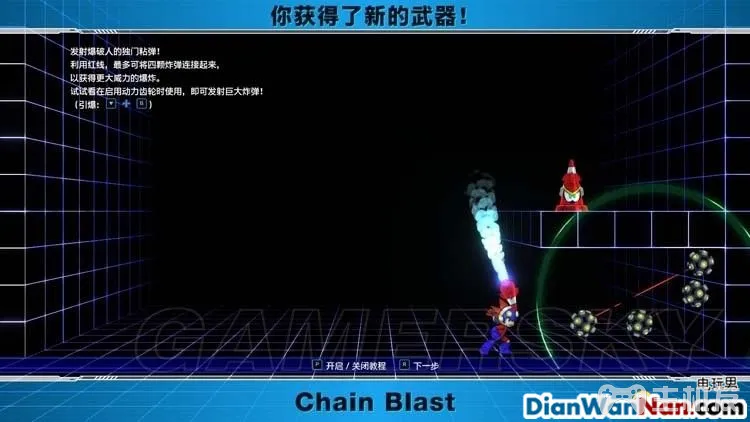 你获得了新的武器！
发射爆破人的独门粘弹！
利用红线，最多可将四颗炸弹连接起来，
以获得更大威力的爆炸。
试试看在启用动力齿轮时使用，即可发射巨大炸弹！
（引爆：▼ + B）
GAMERSKY
P 开启/关闭教程 R 下一步
Chain Blast
电玩男
DianWanNan.com